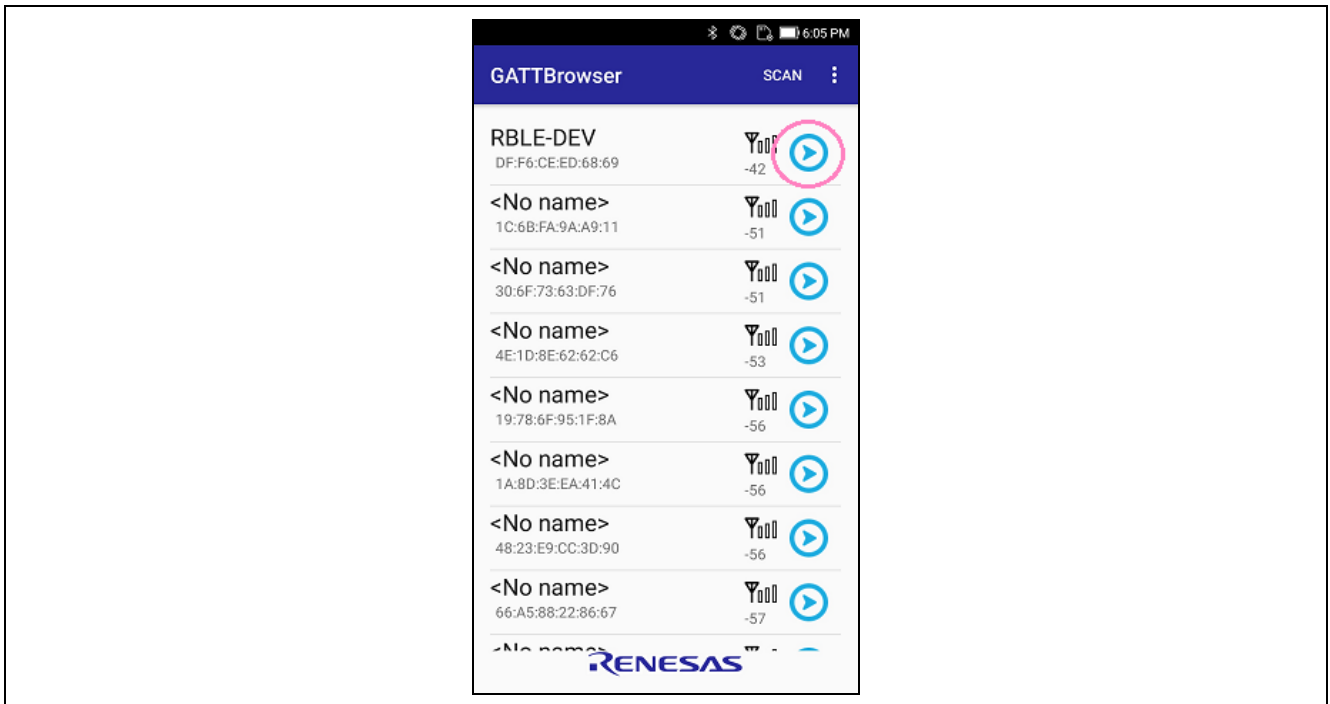 6:05 PM
GATTBrowser SCAN
RBLE-DEV
DF:F6:CE:ED:68:69 -42
<No name>
1C:6B:FA:9A:A9:11 -51
<No name>
30:6F:73:63:DF:76 -51
<No name>
4E:1D:8E:62:62:C6 -53
<No name>
19:78:6F:95:1F:8A -56
<No name>
1A:8D:3E:EA:41:4C -56
<No name>
48:23:E9:CC:3D:90 -56
<No name>
66:A5:88:22:86:67 -57
<No name>
RENESAS